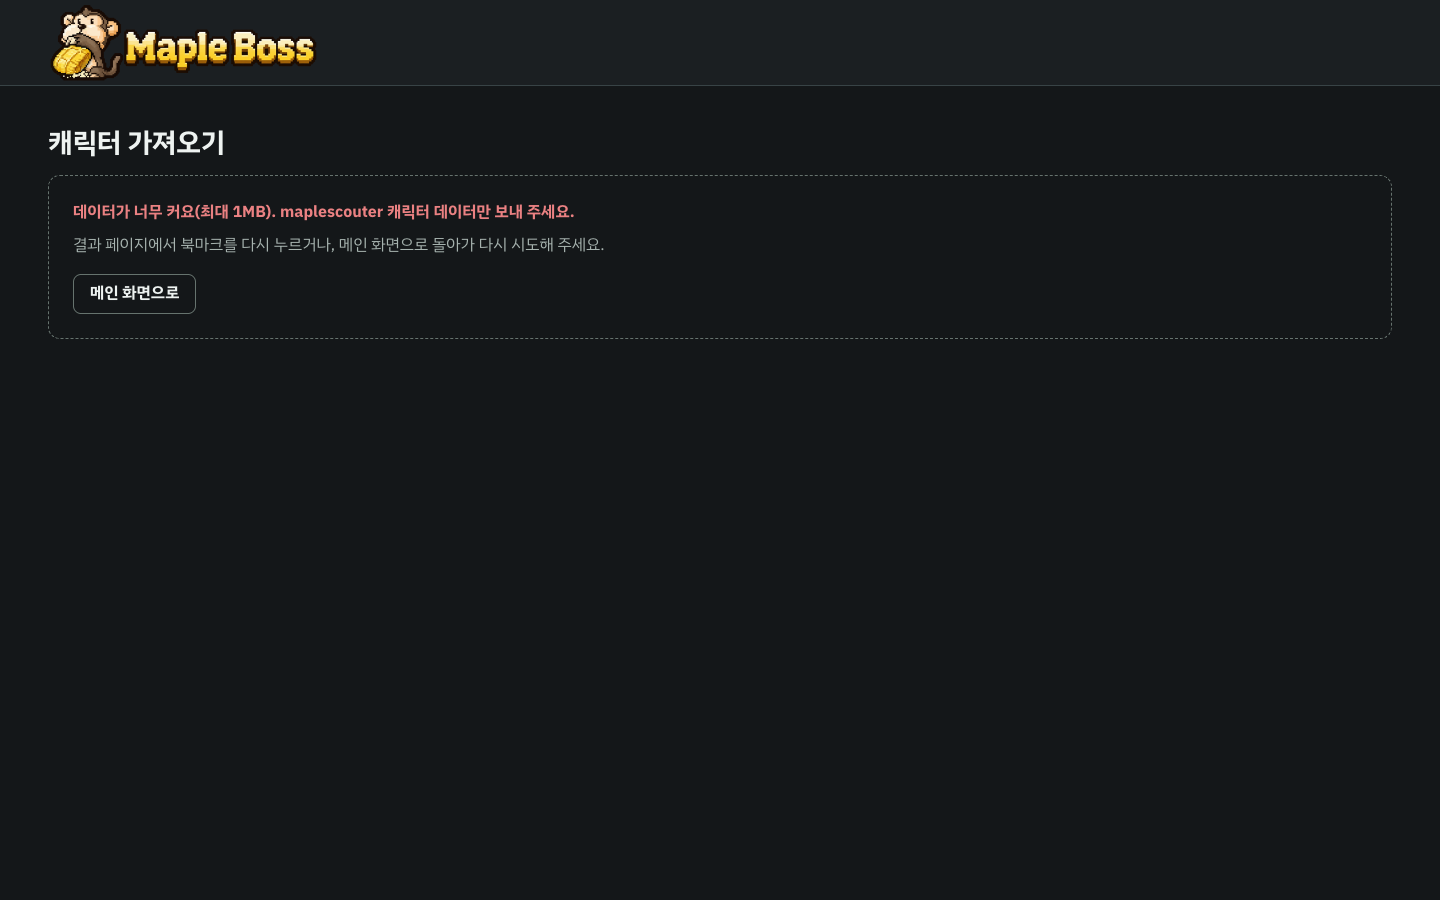 Maple Boss
캐릭터 가져오기
데이터가 너무 커요(최대 1MB). maplescouter 캐릭터 데이터만 보내 주세요.
결과 페이지에서 북마크를 다시 누르거나, 메인 화면으로 돌아가 다시 시도해 주세요.
메인 화면으로